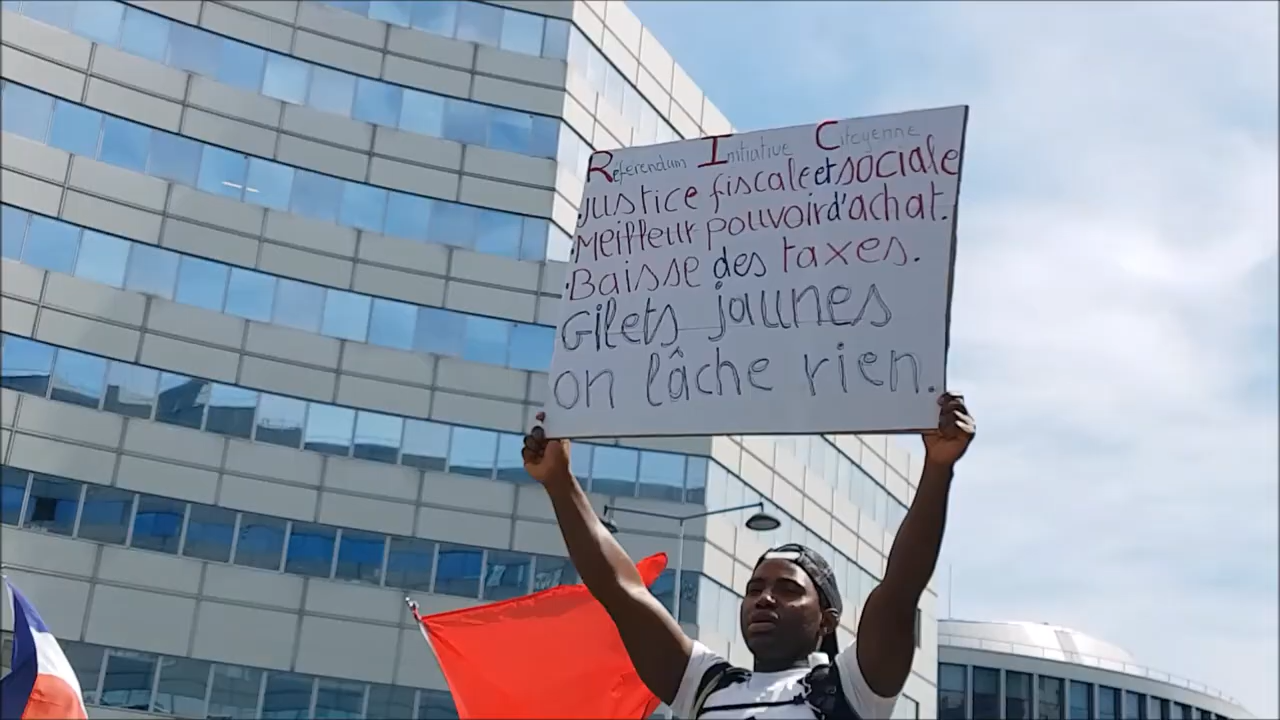 Référendum Initiative Citoyenne
.Justice fiscale et sociale
.Meilleur pouvoir d'achat.
.Baisse des taxes.
Gilets jaunes
on lâche rien.